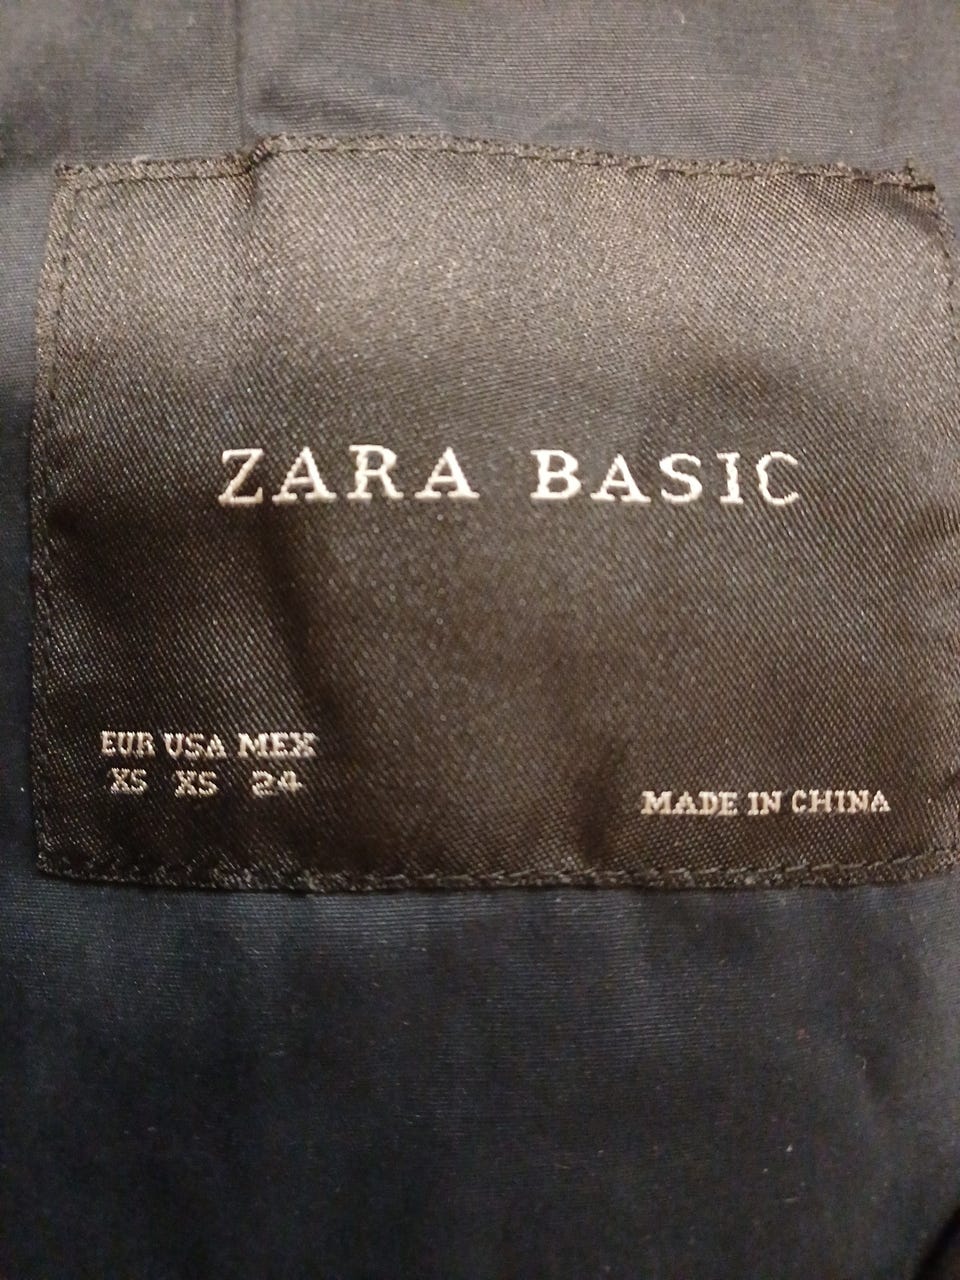 ZARA BASIC
EUR USA MEX
XS XS 24
MADE IN CHINA